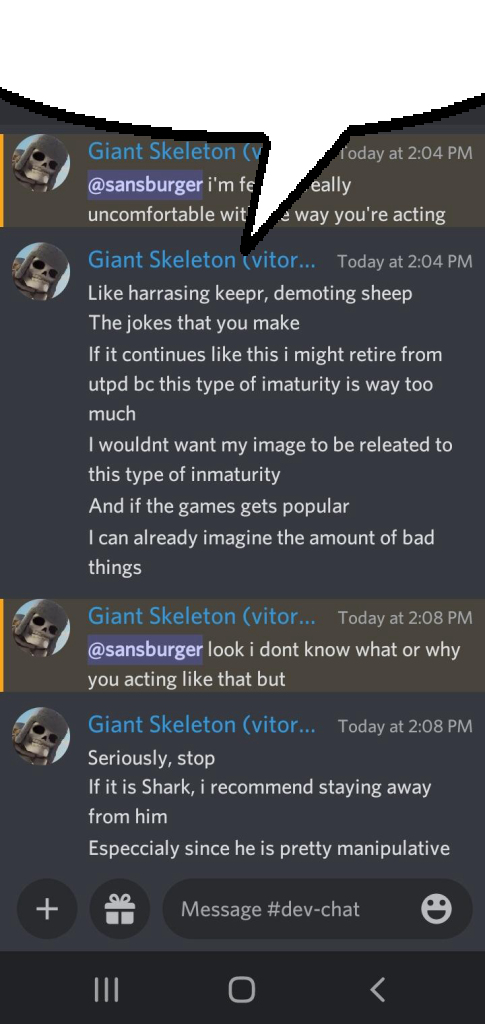 Giant Skeleton (v Today at 2:04 PM
@sansburger i'm fe eally
uncomfortable wit e way you're acting
Giant Skeleton (vitor... Today at 2:04 PM
Like harrasing keepr, demoting sheep
The jokes that you make
If it continues like this i might retire from
utpd bc this type of imaturity is way too
much
I wouldnt want my image to be releated to
this type of inmaturity
And if the games gets popular
I can already imagine the amount of bad
things
Giant Skeleton (vitor... Today at 2:08 PM
@sansburger look i dont know what or why
you acting like that but
Giant Skeleton (vitor... Today at 2:08 PM
Seriously, stop
If it is Shark, i recommend staying away
from him
Especcialy since he is pretty manipulative
Message #dev-chat